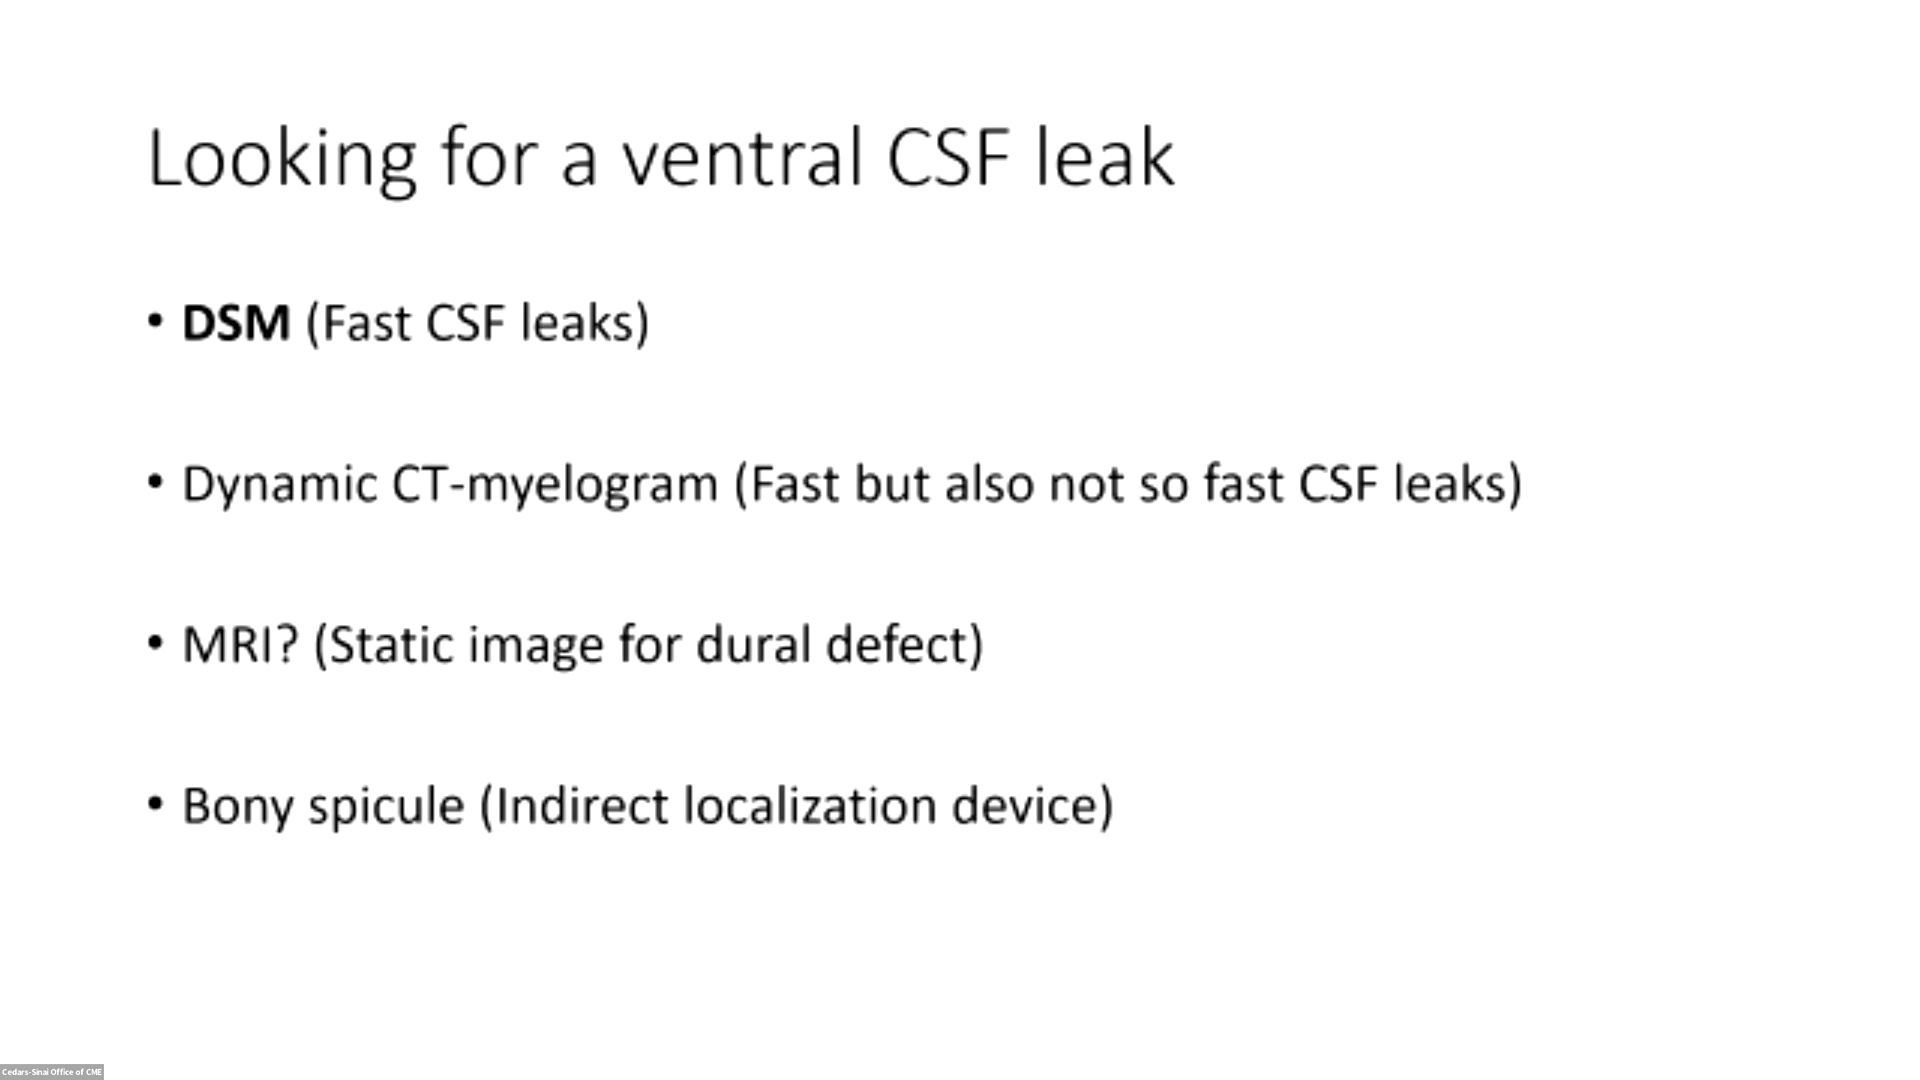 Looking for a ventral CSF leak
• DSM (Fast CSF leaks)
• Dynamic CT-myelogram (Fast but also not so fast CSF leaks)
• MRI? (Static image for dural defect)
• Bony spicule (Indirect localization device)
Cedars-Sinai Office of CME